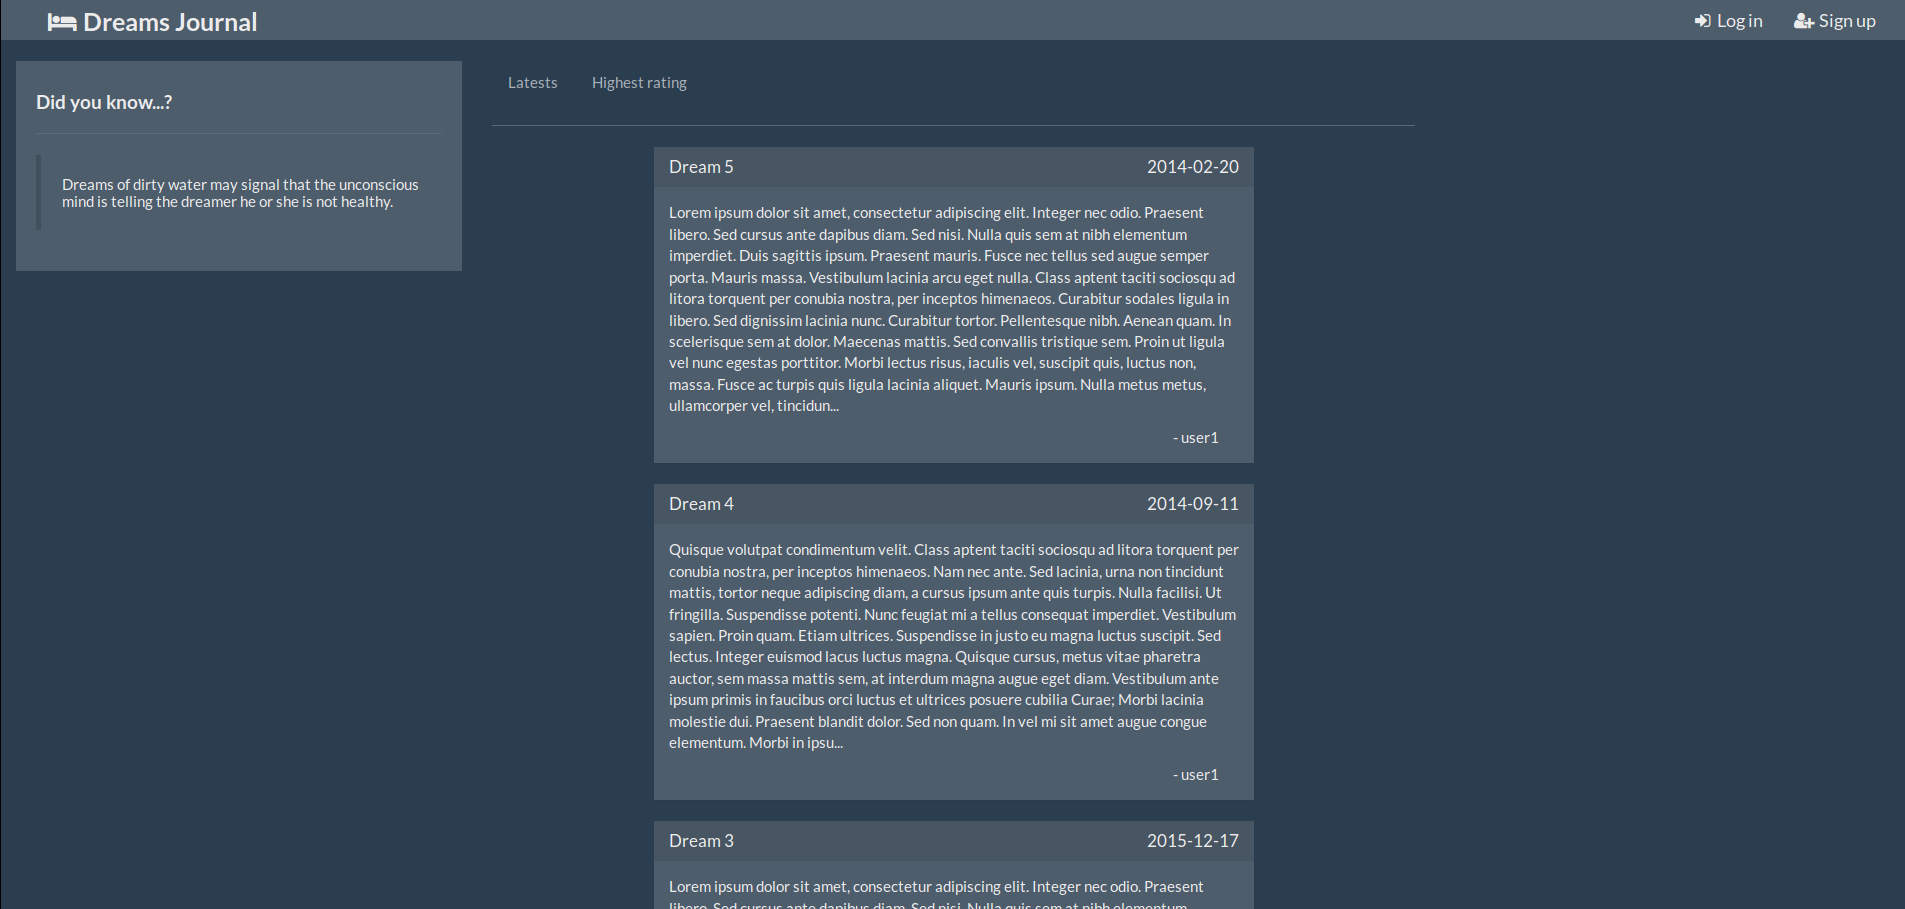 Dreams Journal
Log in
Sign up
Did you know...?
Dreams of dirty water may signal that the unconscious
mind is telling the dreamer he or she is not healthy.
Latests
Highest rating
Dream 5
2014-02-20
Lorem ipsum dolor sit amet, consectetur adipiscing elit. Integer nec odio. Praesent
libero. Sed cursus ante dapibus diam. Sed nisi. Nulla quis sem at nibh elementum
imperdiet. Duis sagittis ipsum. Praesent mauris. Fusce nec tellus sed augue semper
porta. Mauris massa. Vestibulum lacinia arcu eget nulla. Class aptent taciti sociosqu ad
litora torquent per conubia nostra, per inceptos himenaeos. Curabitur sodales ligula in
libero. Sed dignissim lacinia nunc. Curabitur tortor. Pellentesque nibh. Aenean quam. In
scelerisque sem at dolor. Maecenas mattis. Sed convallis tristique sem. Proin ut ligula
vel nunc egestas porttitor. Morbi lectus risus, iaculis vel, suscipit quis, luctus non,
massa. Fusce ac turpis quis ligula lacinia aliquet. Mauris ipsum. Nulla metus metus,
ullamcorper vel, tincidun...
- user1
Dream 4
2014-09-11
Quisque volutpat condimentum velit. Class aptent taciti sociosqu ad litora torquent per
conubia nostra, per inceptos himenaeos. Nam nec ante. Sed lacinia, urna non tincidunt
mattis, tortor neque adipiscing diam, a cursus ipsum ante quis turpis. Nulla facilisi. Ut
fringilla. Suspendisse potenti. Nunc feugiat mi a tellus consequat imperdiet. Vestibulum
sapien. Proin quam. Etiam ultrices. Suspendisse in justo eu magna luctus suscipit. Sed
lectus. Integer euismod lacus luctus magna. Quisque cursus, metus vitae pharetra
auctor, sem massa mattis sem, at interdum magna augue eget diam. Vestibulum ante
ipsum primis in faucibus orci luctus et ultrices posuere cubilia Curae; Morbi lacinia
molestie dui. Praesent blandit dolor. Sed non quam. In vel mi sit amet augue congue
elementum. Morbi in ipsu...
- user1
Dream 3
2015-12-17
Lorem ipsum dolor sit amet, consectetur adipiscing elit. Integer nec odio. Praesent
libero. Sed cursus ante dapibus diam. Sed nisi. Nulla quis sem at nibh elementum